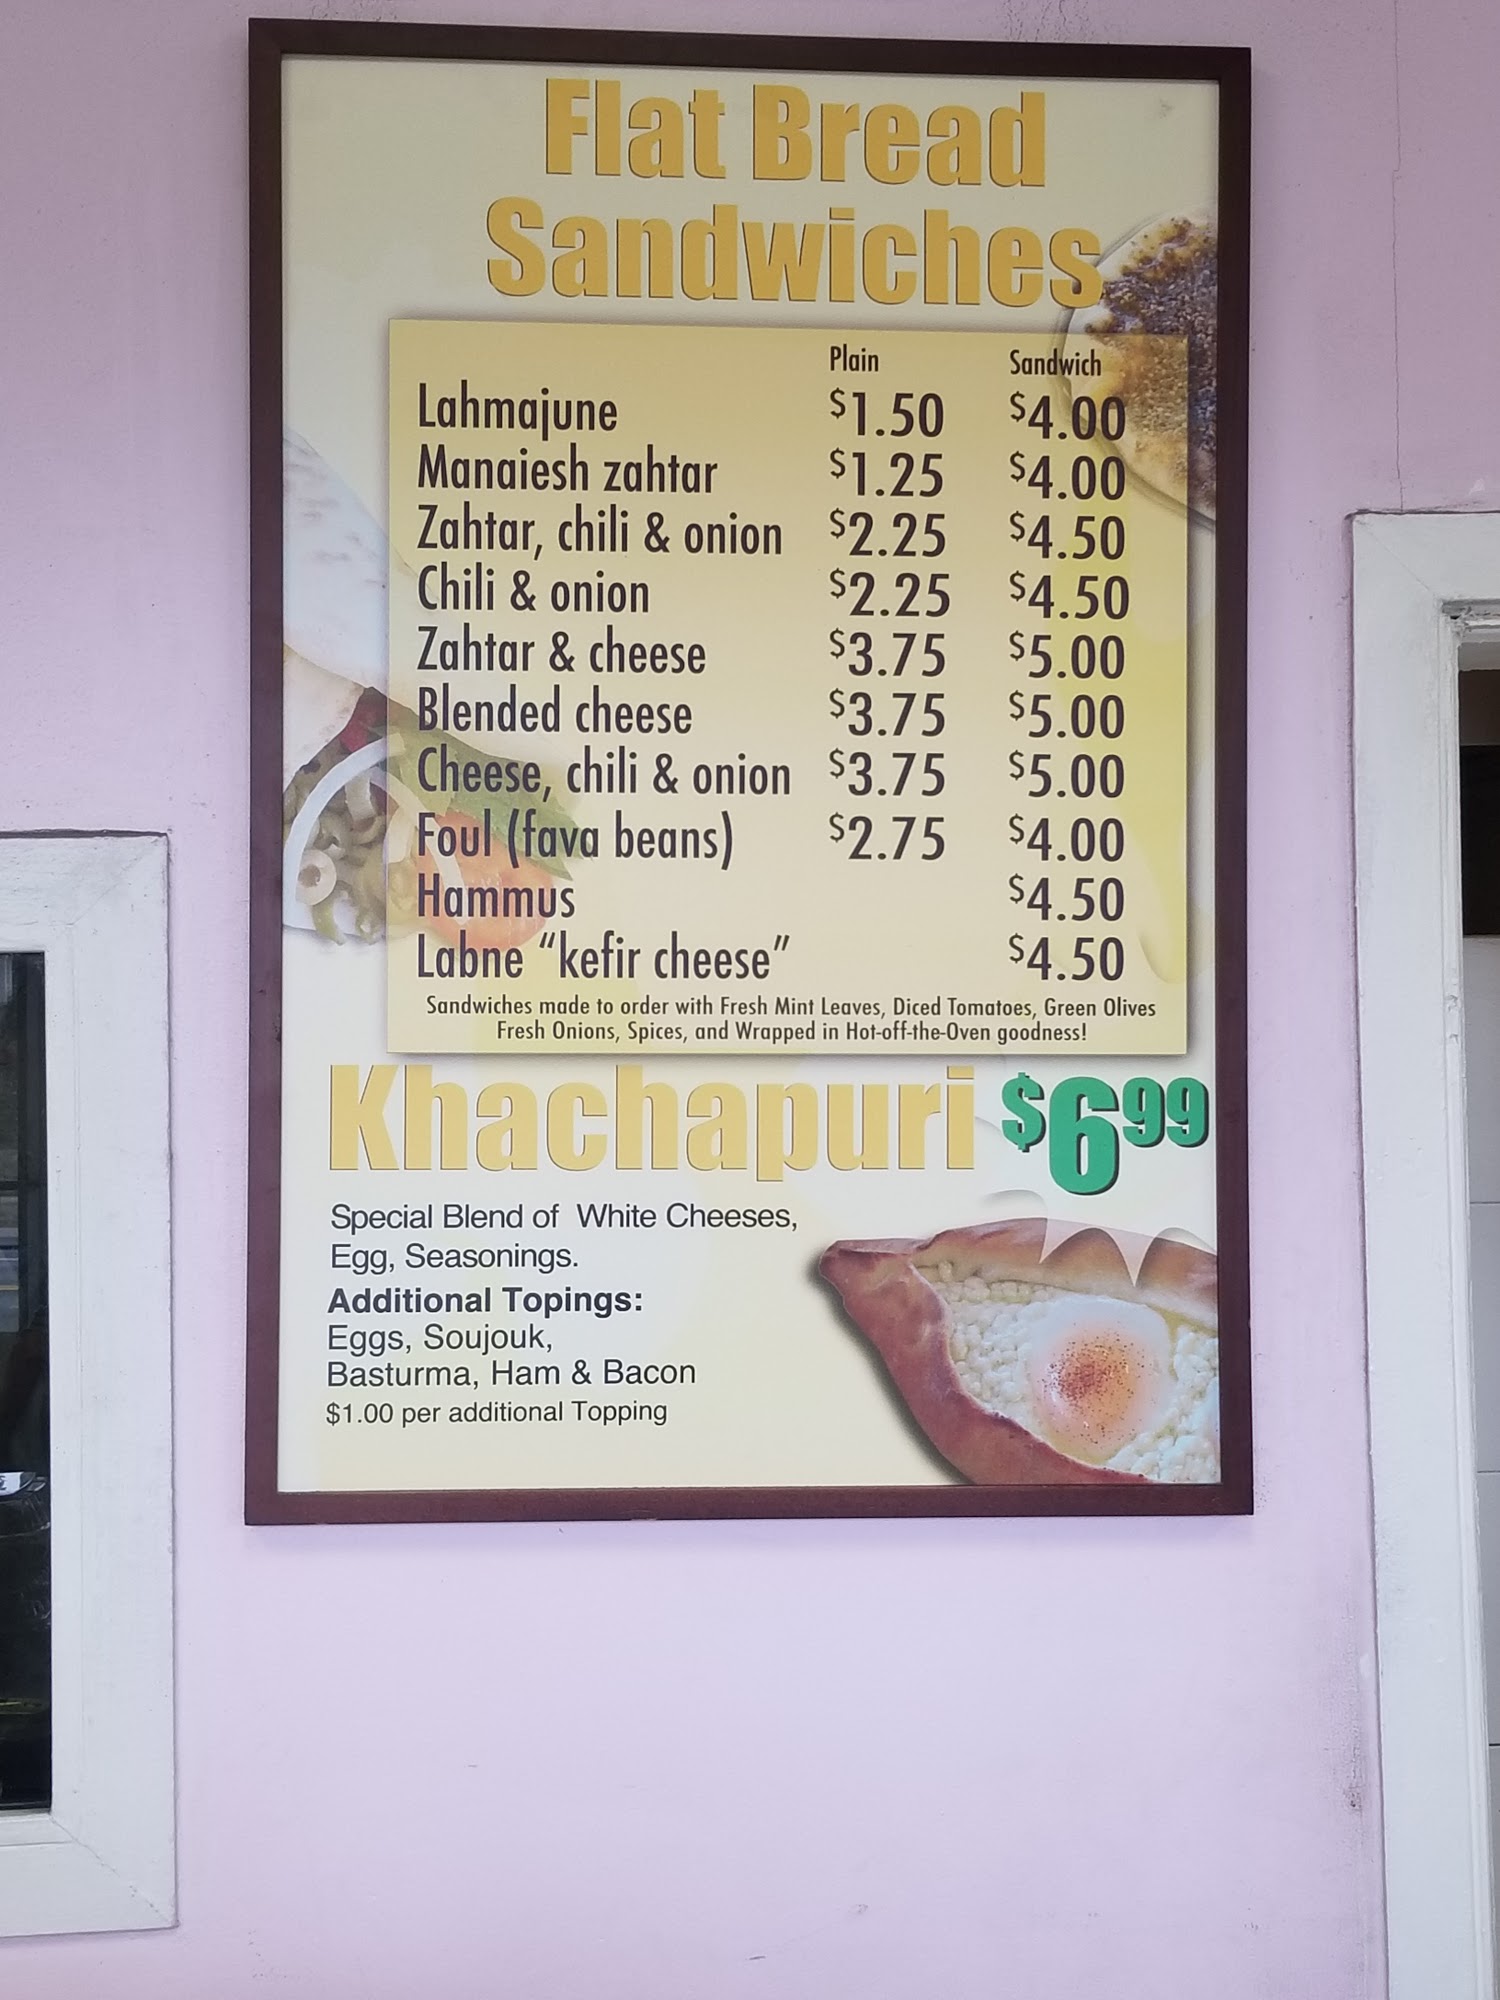 Flat Bread
Sandwiches
Plain Sandwich
Lahmajune $1.50 $4.00
Manaiesh zahtar $1.25 $4.00
Zahtar, chili & onion $2.25 $4.50
Chili & onion $2.25 $4.50
Zahtar & cheese $3.75 $5.00
Blended cheese $3.75 $5.00
Cheese, chili & onion $3.75 $5.00
Foul (fava beans) $2.75 $4.00
Hammus $4.50
Labne “kefir cheese” $4.50
Sandwiches made to order with Fresh Mint Leaves, Diced Tomatoes, Green Olives
Fresh Onions, Spices, and Wrapped in Hot-off-the-Oven goodness!
Khachapuri $6 99
Special Blend of White Cheeses,
Egg, Seasonings.
Additional Topings:
Eggs, Soujouk,
Basturma, Ham & Bacon
$1.00 per additional Topping